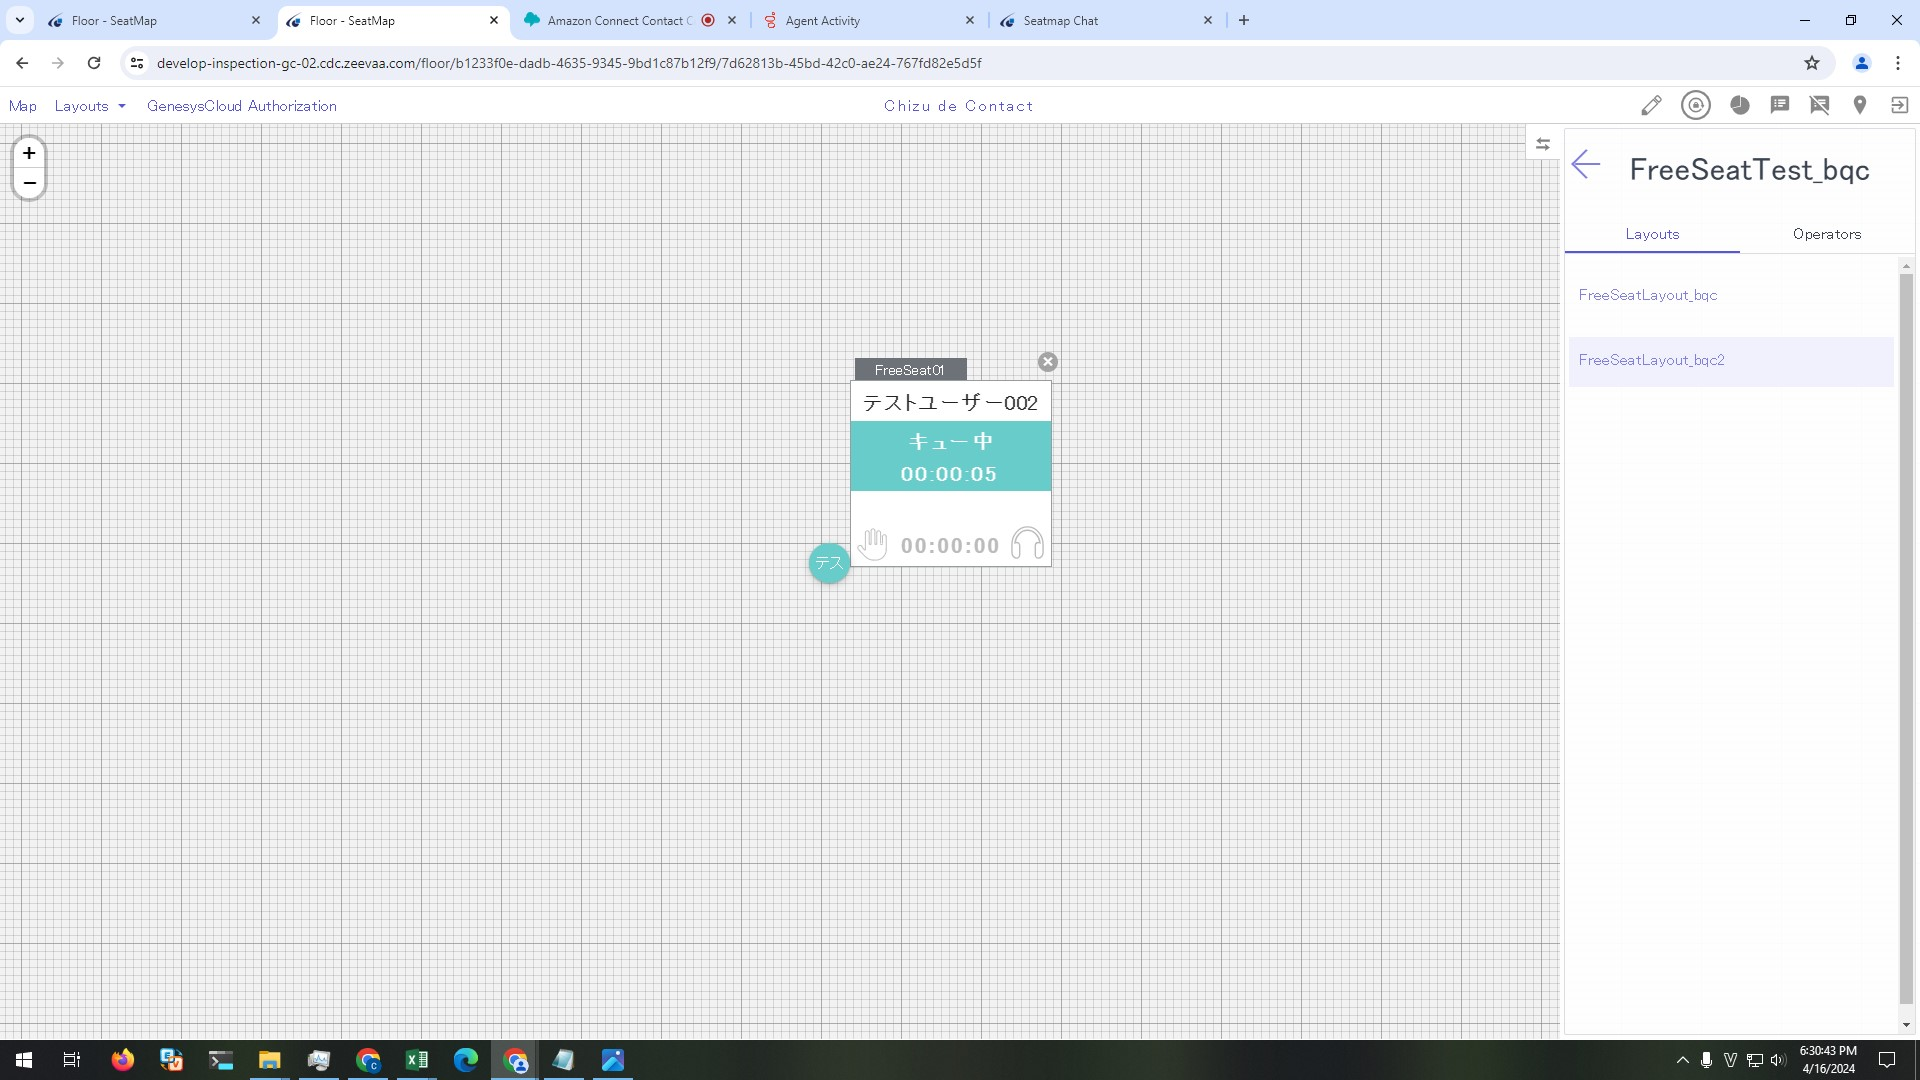 Floor - SeatMap
Floor - SeatMap
Amazon Connect Contact C
Agent Activity
Seatmap Chat
develop-inspection-gc-02.cdc.zeevaa.com/floor/b1233f0e-dadb-4635-9345-9bd1c87b12f9/7d62813b-45bd-42c0-ae24-767fd82e5d5f
Map Layouts GenesysCloud Authorization Chizu de Contact
+
−
FreeSeatTest_bqc
Layouts Operators
FreeSeatLayout_bqc
FreeSeatLayout_bqc2
FreeSeat01
テストユーザー002
キュー中
00:00:05
00:00:00
テス
6:30:43 PM
4/16/2024